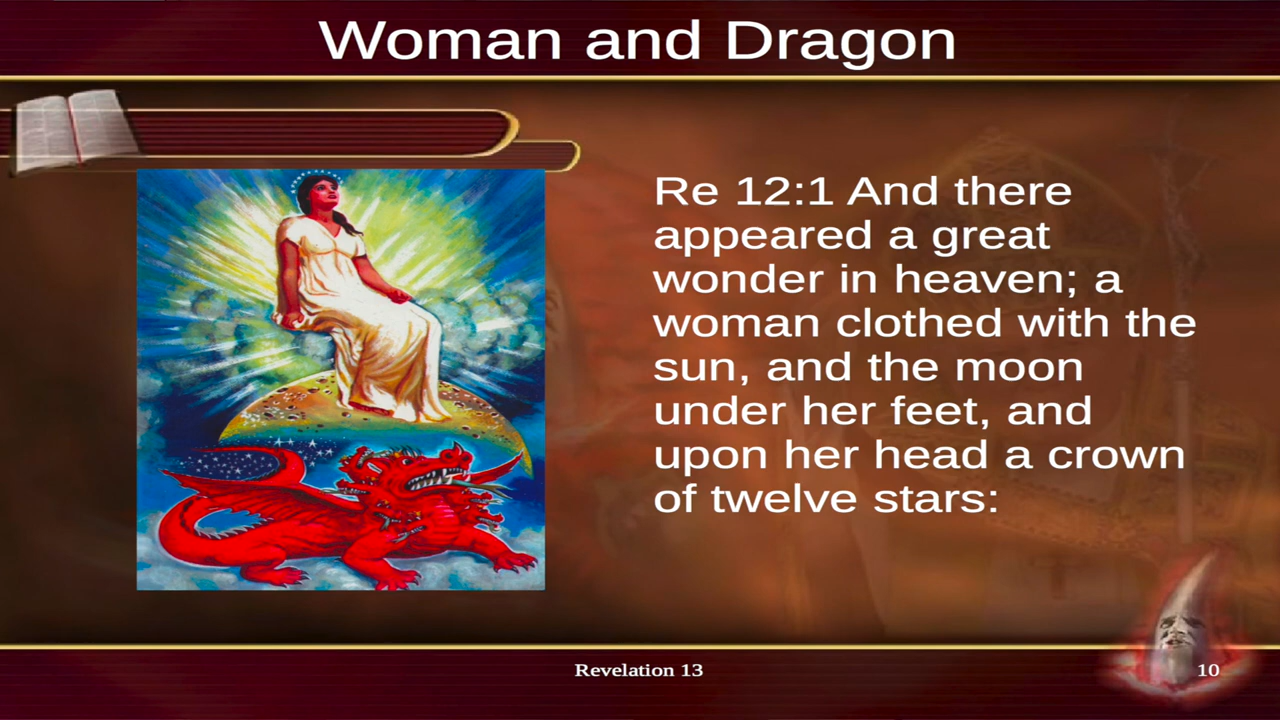 Woman and Dragon
Re 12:1 And there
appeared a great
wonder in heaven; a
woman clothed with the
sun, and the moon
under her feet, and
upon her head a crown
of twelve stars:
Revelation 13
10